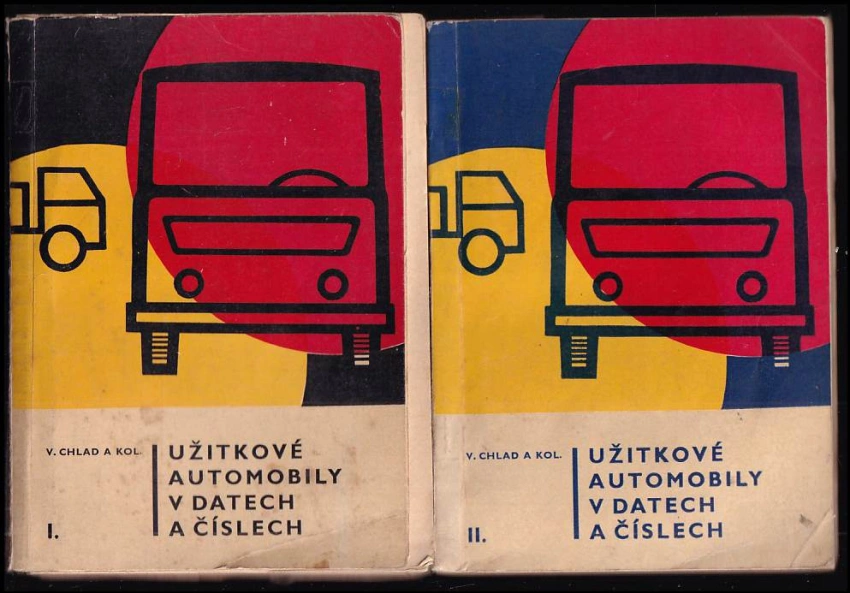 V. CHLAD A KOL.
UŽITKOVÉ
AUTOMOBILY
V DATECH
A ČÍSLECH
I.
V. CHLAD A KOL.
UŽITKOVÉ
AUTOMOBILY
V DATECH
A ČÍSLECH
II.